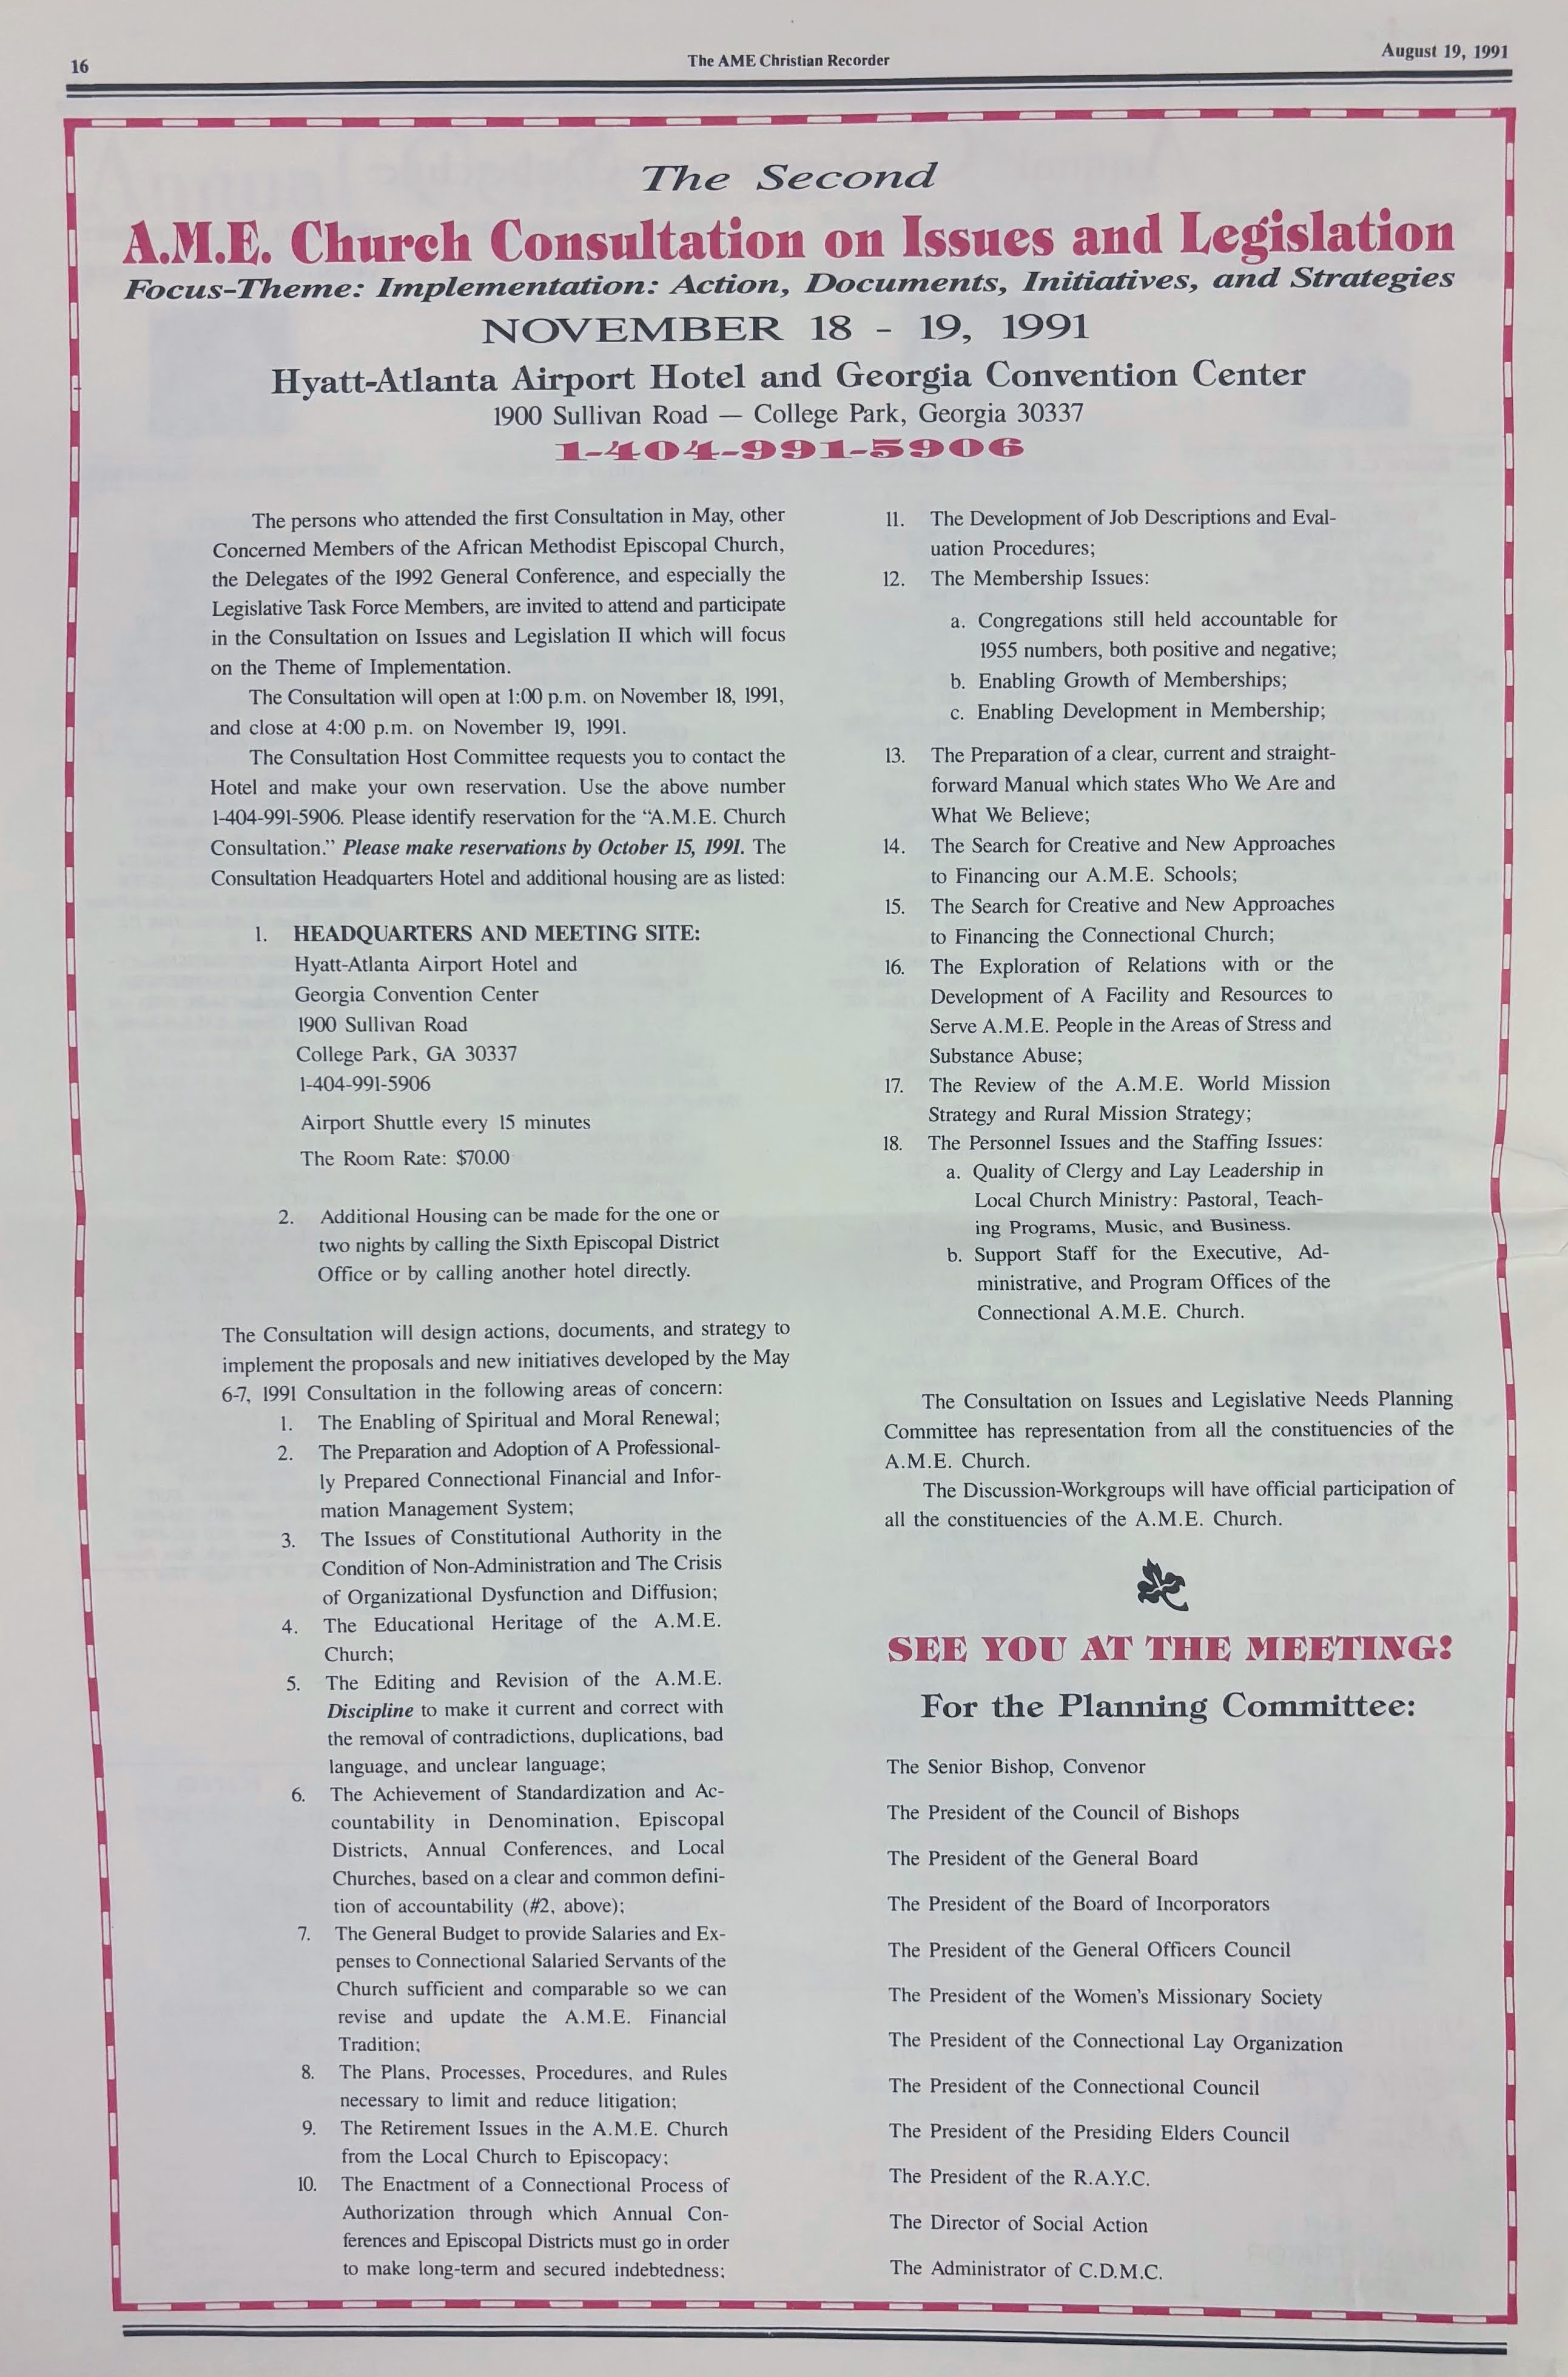 16
The AME Christian Recorder
August 19, 1991
The Second
A.M.E. Church Consultation on Issues and Legislation
Focus-Theme: Implementation: Action, Documents, Initiatives, and Strategies
NOVEMBER 18 - 19, 1991
Hyatt-Atlanta Airport Hotel and Georgia Convention Center
1900 Sullivan Road — College Park, Georgia 30337
1-404-991-5906
The persons who attended the first Consultation in May, other
Concerned Members of the African Methodist Episcopal Church,
the Delegates of the 1992 General Conference, and especially the
Legislative Task Force Members, are invited to attend and participate
in the Consultation on Issues and Legislation II which will focus
on the Theme of Implementation.
The Consultation will open at 1:00 p.m. on November 18, 1991,
and close at 4:00 p.m. on November 19, 1991.
The Consultation Host Committee requests you to contact the
Hotel and make your own reservation. Use the above number
1-404-991-5906. Please identify reservation for the “A.M.E. Church
Consultation.” Please make reservations by October 15, 1991. The
Consultation Headquarters Hotel and additional housing are as listed:
1. HEADQUARTERS AND MEETING SITE:
Hyatt-Atlanta Airport Hotel and
Georgia Convention Center
1900 Sullivan Road
College Park, GA 30337
1-404-991-5906
Airport Shuttle every 15 minutes
The Room Rate: $70.00
2. Additional Housing can be made for the one or
two nights by calling the Sixth Episcopal District
Office or by calling another hotel directly.
The Consultation will design actions, documents, and strategy to
implement the proposals and new initiatives developed by the May
6-7, 1991 Consultation in the following areas of concern:
1. The Enabling of Spiritual and Moral Renewal;
2. The Preparation and Adoption of A Professional-
ly Prepared Connectional Financial and Infor-
mation Management System;
3. The Issues of Constitutional Authority in the
Condition of Non-Administration and The Crisis
of Organizational Dysfunction and Diffusion;
4. The Educational Heritage of the A.M.E.
Church;
5. The Editing and Revision of the A.M.E.
Discipline to make it current and correct with
the removal of contradictions, duplications, bad
language, and unclear language;
6. The Achievement of Standardization and Ac-
countability in Denomination, Episcopal
Districts, Annual Conferences, and Local
Churches, based on a clear and common defini-
tion of accountability (#2, above);
7. The General Budget to provide Salaries and Ex-
penses to Connectional Salaried Servants of the
Church sufficient and comparable so we can
revise and update the A.M.E. Financial
Tradition;
8. The Plans, Processes, Procedures, and Rules
necessary to limit and reduce litigation;
9. The Retirement Issues in the A.M.E. Church
from the Local Church to Episcopacy;
10. The Enactment of a Connectional Process of
Authorization through which Annual Con-
ferences and Episcopal Districts must go in order
to make long-term and secured indebtedness;
11. The Development of Job Descriptions and Eval-
uation Procedures;
12. The Membership Issues:
a. Congregations still held accountable for
1955 numbers, both positive and negative;
b. Enabling Growth of Memberships;
c. Enabling Development in Membership;
13. The Preparation of a clear, current and straight-
forward Manual which states Who We Are and
What We Believe;
14. The Search for Creative and New Approaches
to Financing our A.M.E. Schools;
15. The Search for Creative and New Approaches
to Financing the Connectional Church;
16. The Exploration of Relations with or the
Development of A Facility and Resources to
Serve A.M.E. People in the Areas of Stress and
Substance Abuse;
17. The Review of the A.M.E. World Mission
Strategy and Rural Mission Strategy;
18. The Personnel Issues and the Staffing Issues:
a. Quality of Clergy and Lay Leadership in
Local Church Ministry: Pastoral, Teach-
ing Programs, Music, and Business.
b. Support Staff for the Executive, Ad-
ministrative, and Program Offices of the
Connectional A.M.E. Church.
The Consultation on Issues and Legislative Needs Planning
Committee has representation from all the constituencies of the
A.M.E. Church.
The Discussion-Workgroups will have official participation of
all the constituencies of the A.M.E. Church.
SEE YOU AT THE MEETING!
For the Planning Committee:
The Senior Bishop, Convenor
The President of the Council of Bishops
The President of the General Board
The President of the Board of Incorporators
The President of the General Officers Council
The President of the Women's Missionary Society
The President of the Connectional Lay Organization
The President of the Connectional Council
The President of the Presiding Elders Council
The President of the R.A.Y.C.
The Director of Social Action
The Administrator of C.D.M.C.